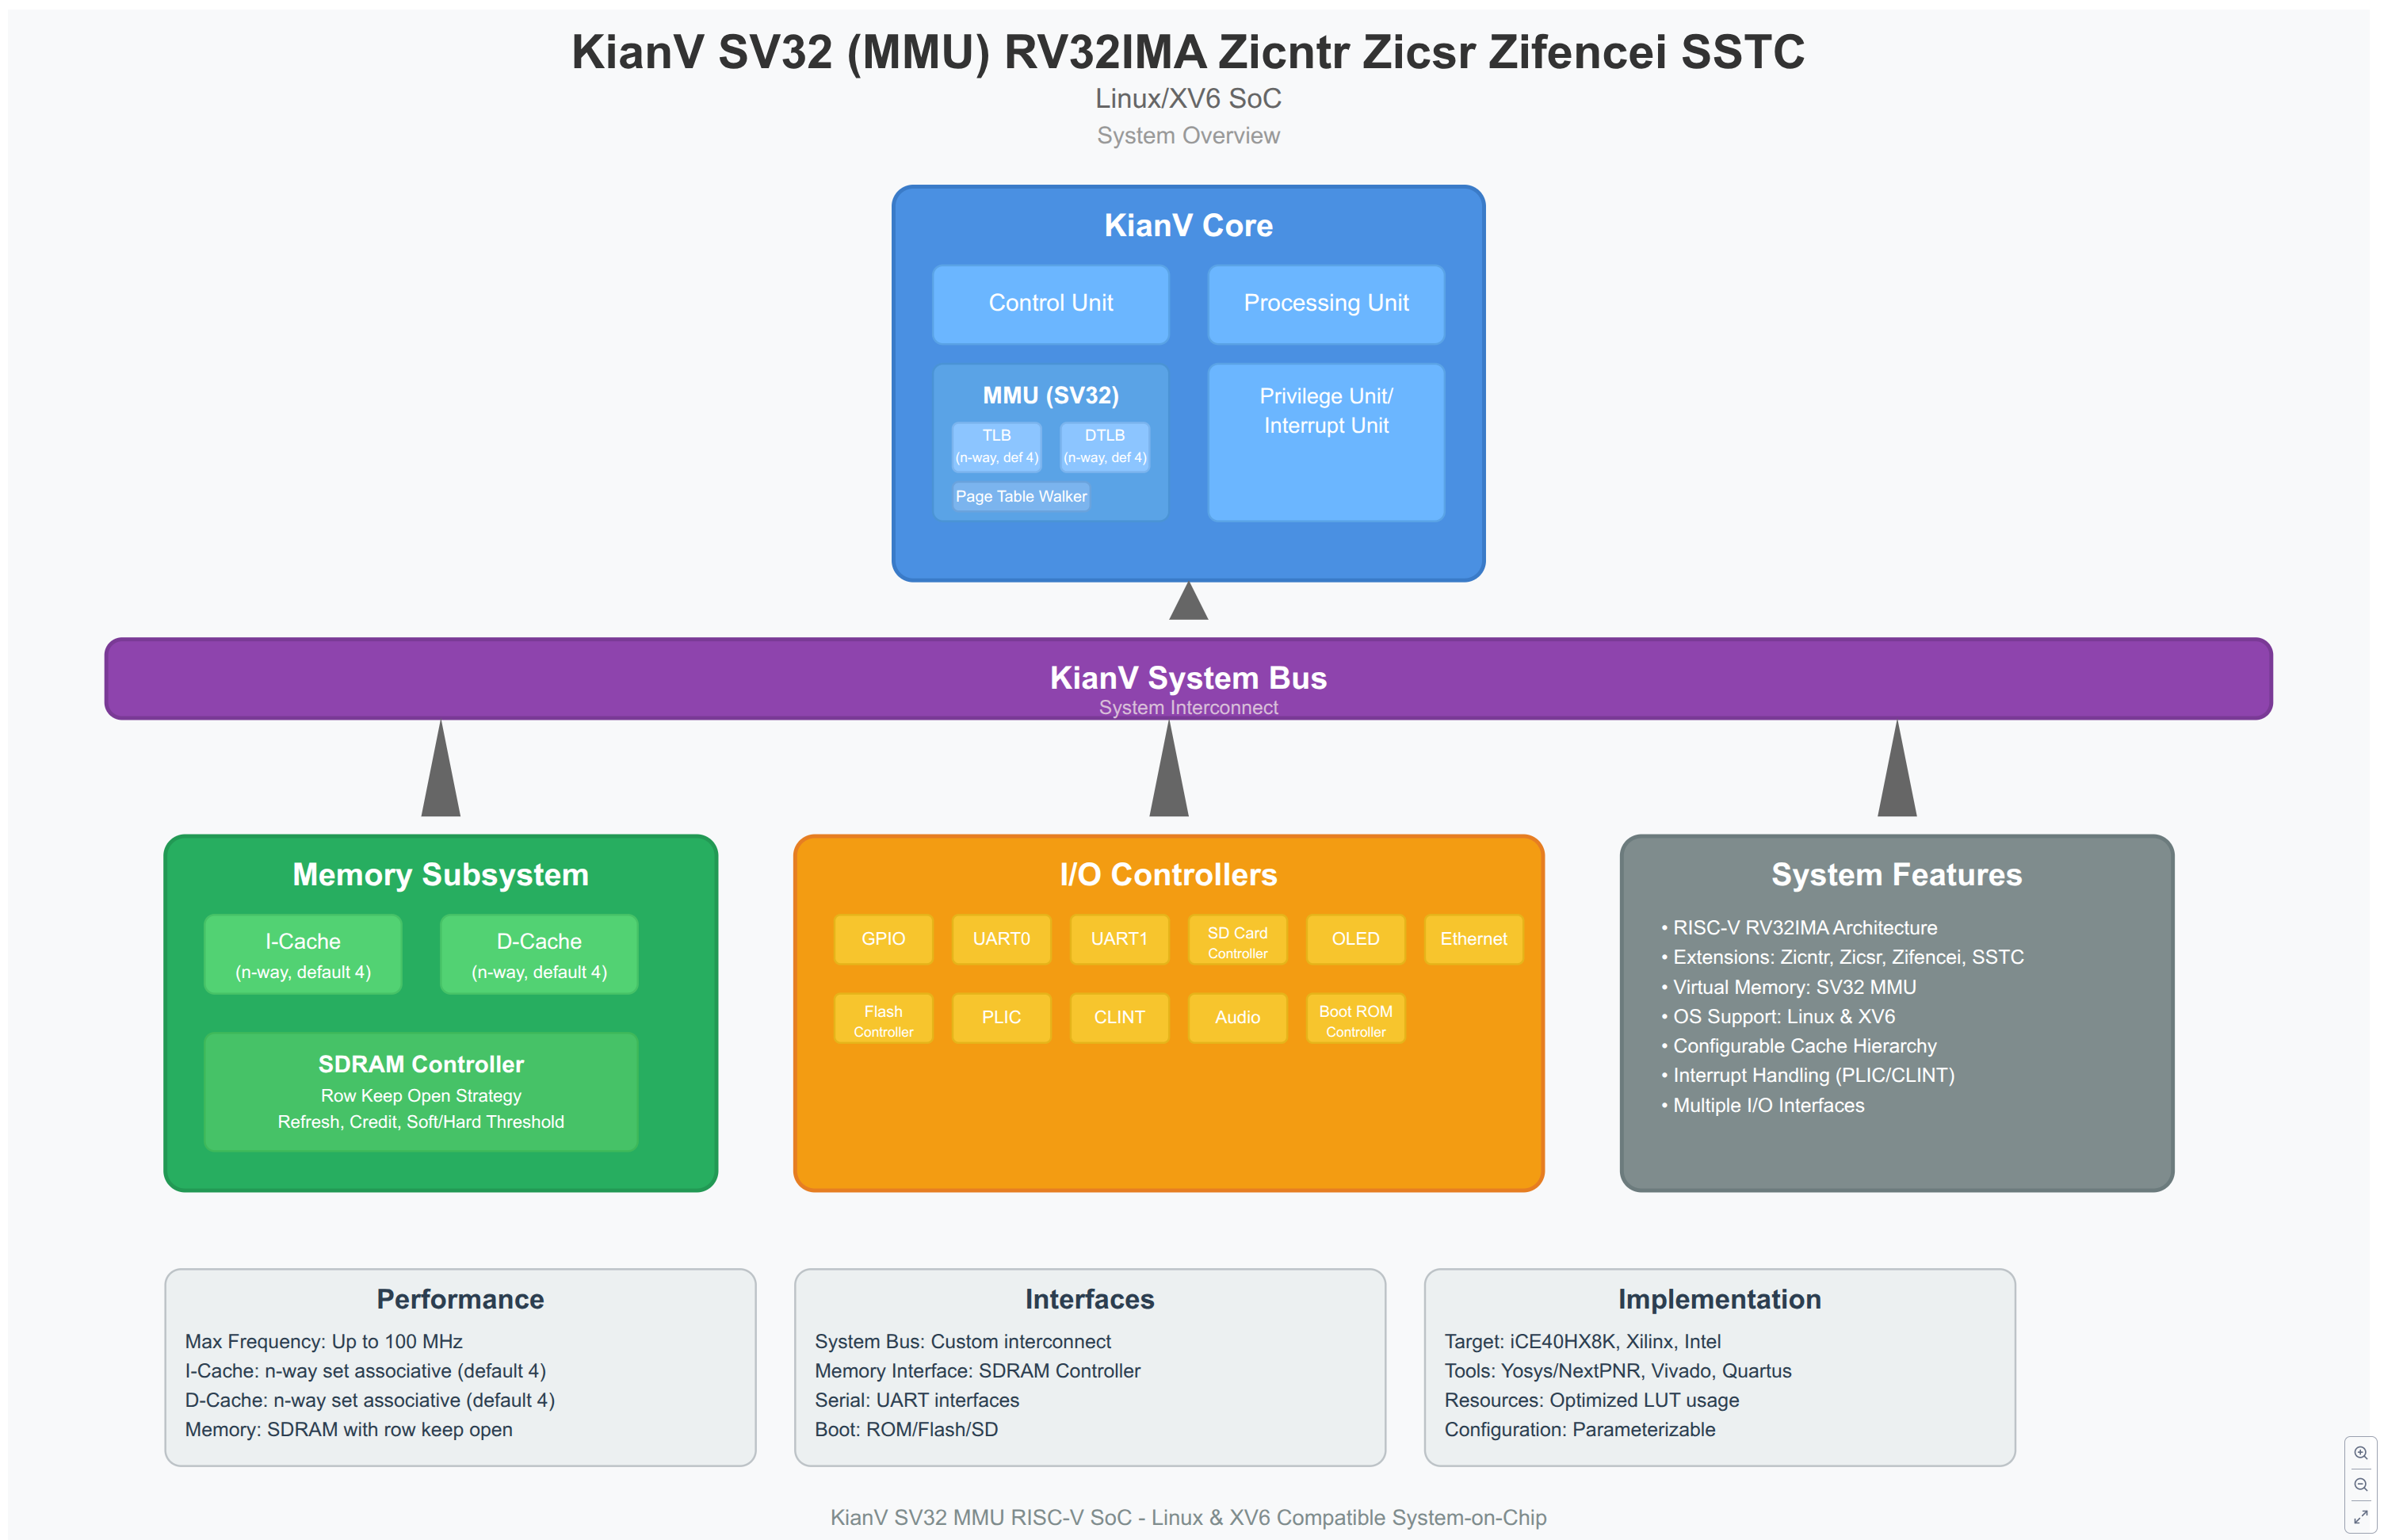 KianV SV32 (MMU) RV32IMA Zicntr Zicsr Zifencei SSTC
Linux/XV6 SoC
System Overview
KianV Core
Control Unit
Processing Unit
MMU (SV32)
TLB
(n-way, def 4)
DTLB
(n-way, def 4)
Page Table Walker
Privilege Unit/
Interrupt Unit
KianV System Bus
System Interconnect
Memory Subsystem
I-Cache
(n-way, default 4)
D-Cache
(n-way, default 4)
SDRAM Controller
Row Keep Open Strategy
Refresh, Credit, Soft/Hard Threshold
I/O Controllers
GPIO
UART0
UART1
SD Card
Controller
OLED
Ethernet
Flash
Controller
PLIC
CLINT
Audio
Boot ROM
Controller
System Features
• RISC-V RV32IMA Architecture
• Extensions: Zicntr, Zicsr, Zifencei, SSTC
• Virtual Memory: SV32 MMU
• OS Support: Linux & XV6
• Configurable Cache Hierarchy
• Interrupt Handling (PLIC/CLINT)
• Multiple I/O Interfaces
Performance
Max Frequency: Up to 100 MHz
I-Cache: n-way set associative (default 4)
D-Cache: n-way set associative (default 4)
Memory: SDRAM with row keep open
Interfaces
System Bus: Custom interconnect
Memory Interface: SDRAM Controller
Serial: UART interfaces
Boot: ROM/Flash/SD
Implementation
Target: iCE40HX8K, Xilinx, Intel
Tools: Yosys/NextPNR, Vivado, Quartus
Resources: Optimized LUT usage
Configuration: Parameterizable
KianV SV32 MMU RISC-V SoC - Linux & XV6 Compatible System-on-Chip